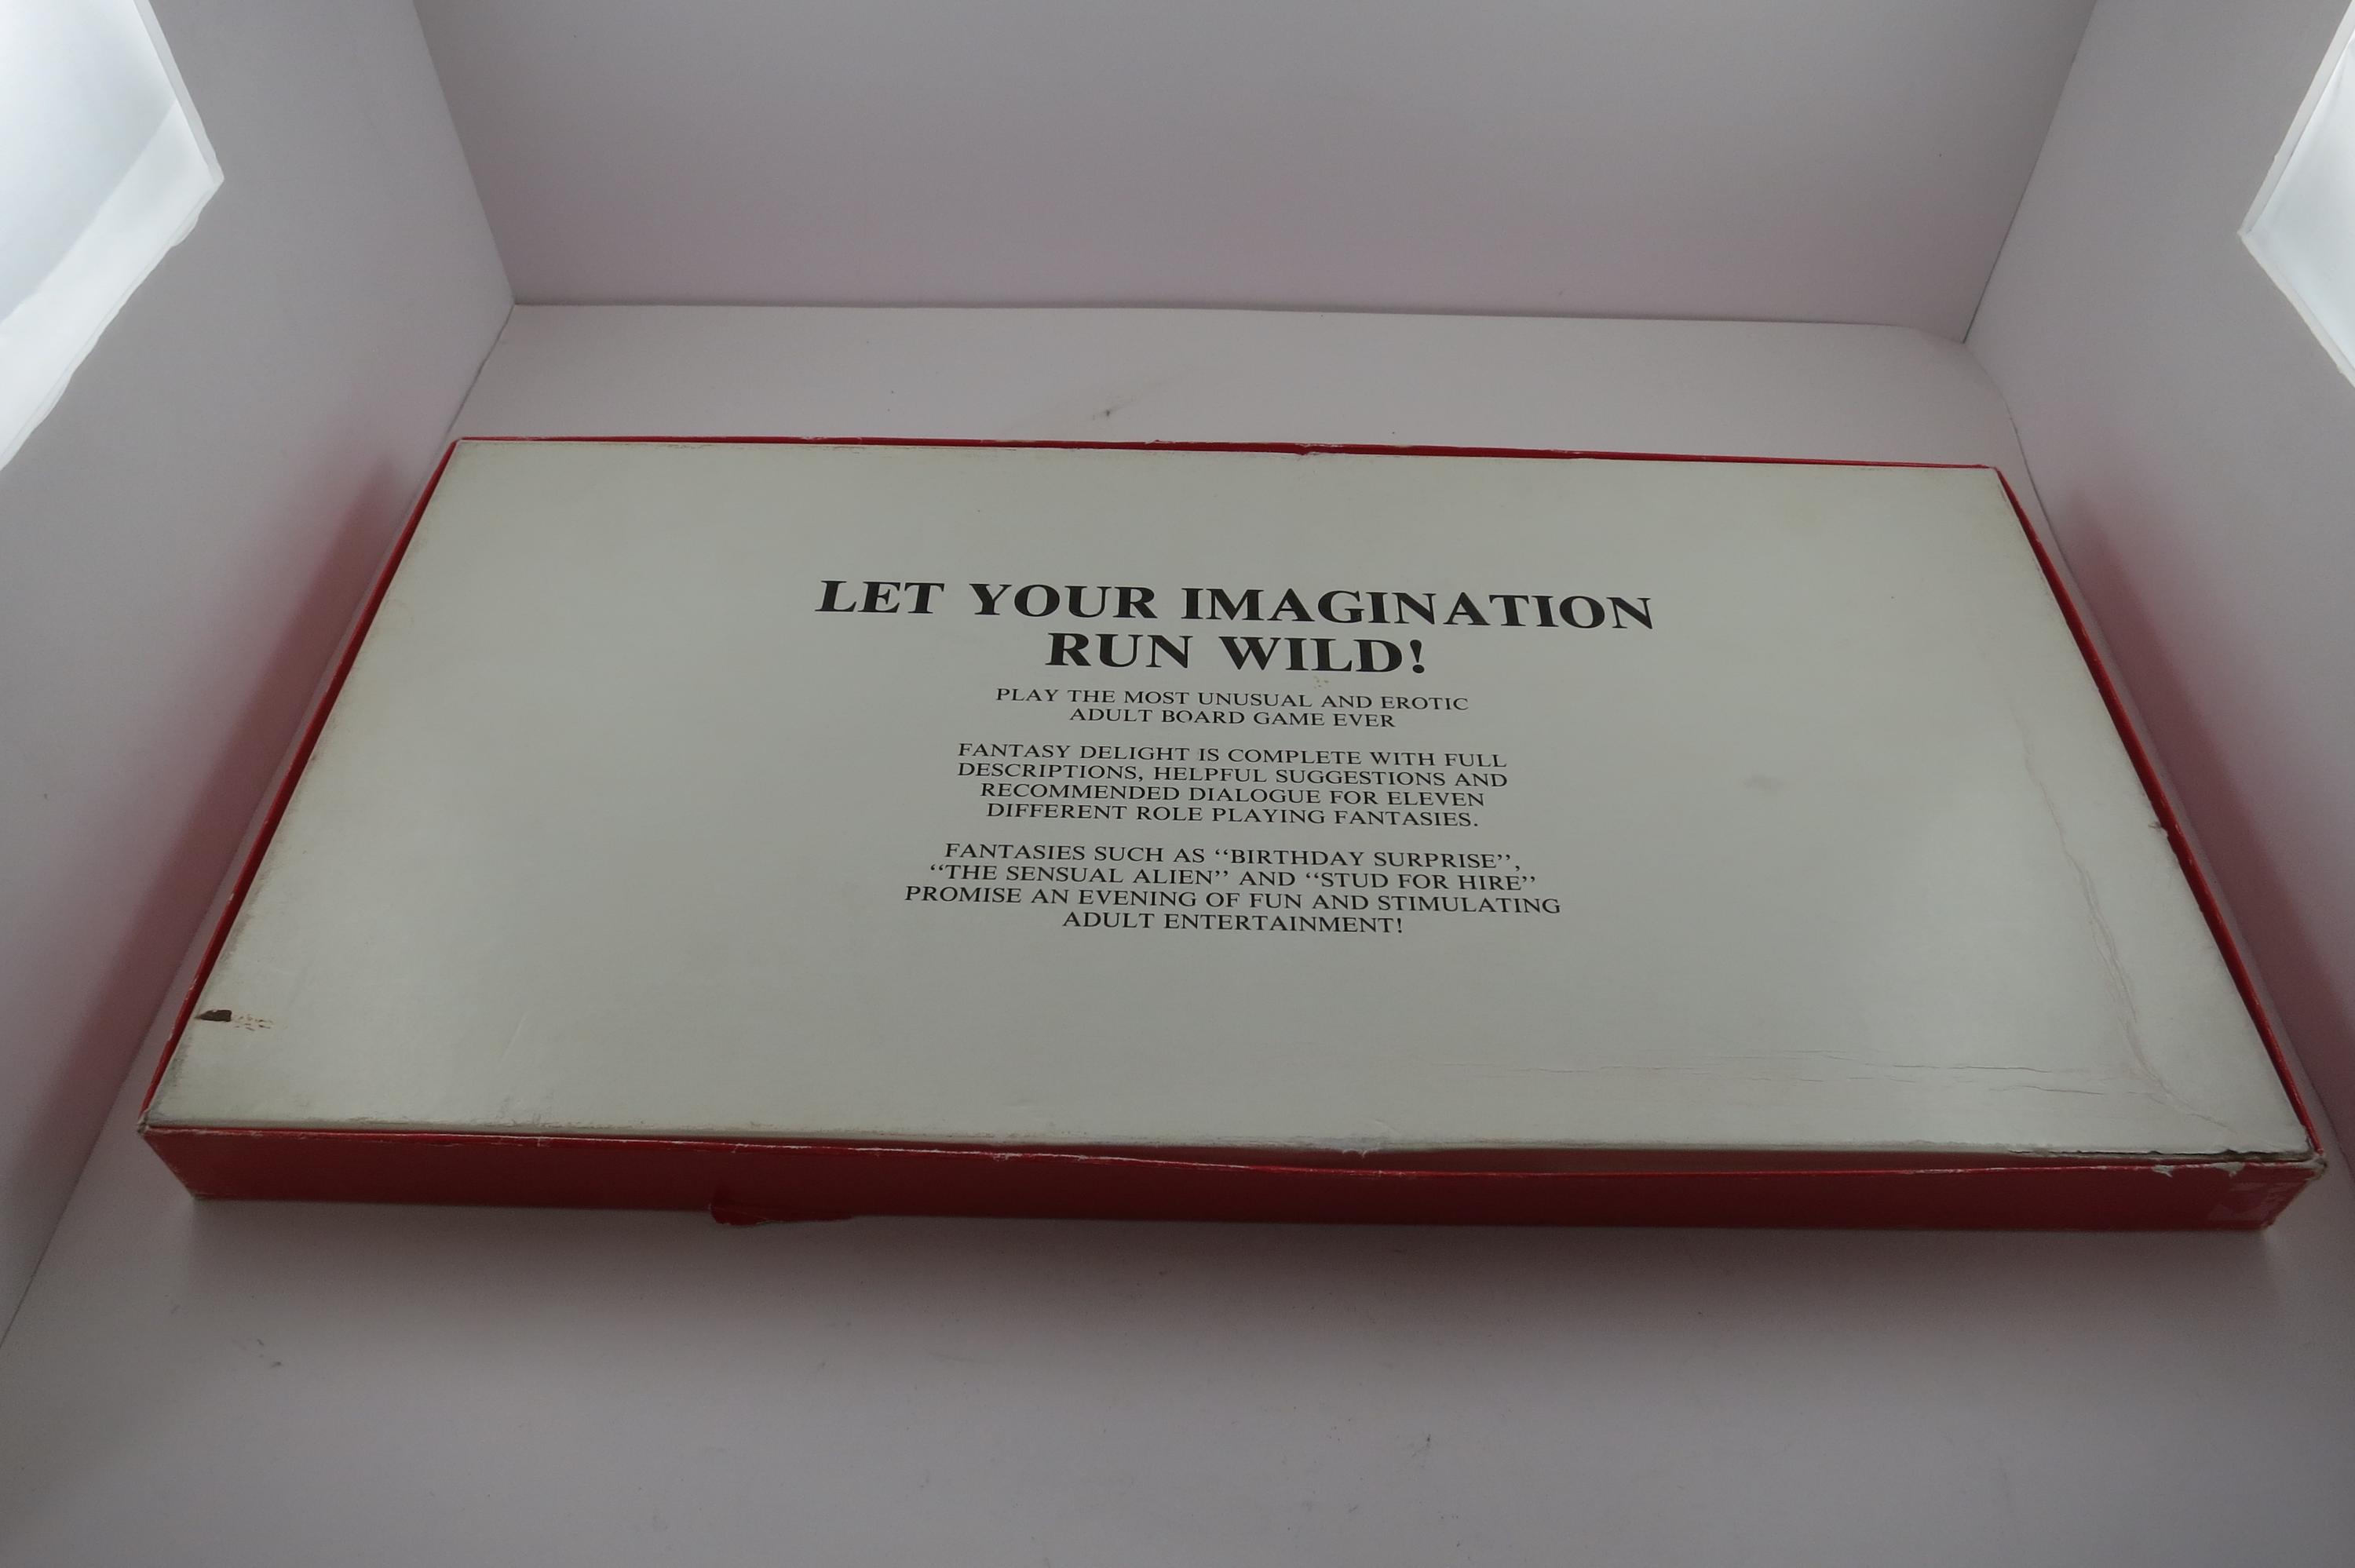 LET YOUR IMAGINATION
RUN WILD!
PLAY THE MOST UNUSUAL AND EROTIC
ADULT BOARD GAME EVER
FANTASY DELIGHT IS COMPLETE WITH FULL
DESCRIPTIONS, HELPFUL SUGGESTIONS AND
RECOMMENDED DIALOGUE FOR ELEVEN
DIFFERENT ROLE PLAYING FANTASIES.
FANTASIES SUCH AS ‘‘BIRTHDAY SURPRISE’’,
‘‘THE SENSUAL ALIEN’’ AND ‘‘STUD FOR HIRE’’
PROMISE AN EVENING OF FUN AND STIMULATING
ADULT ENTERTAINMENT!